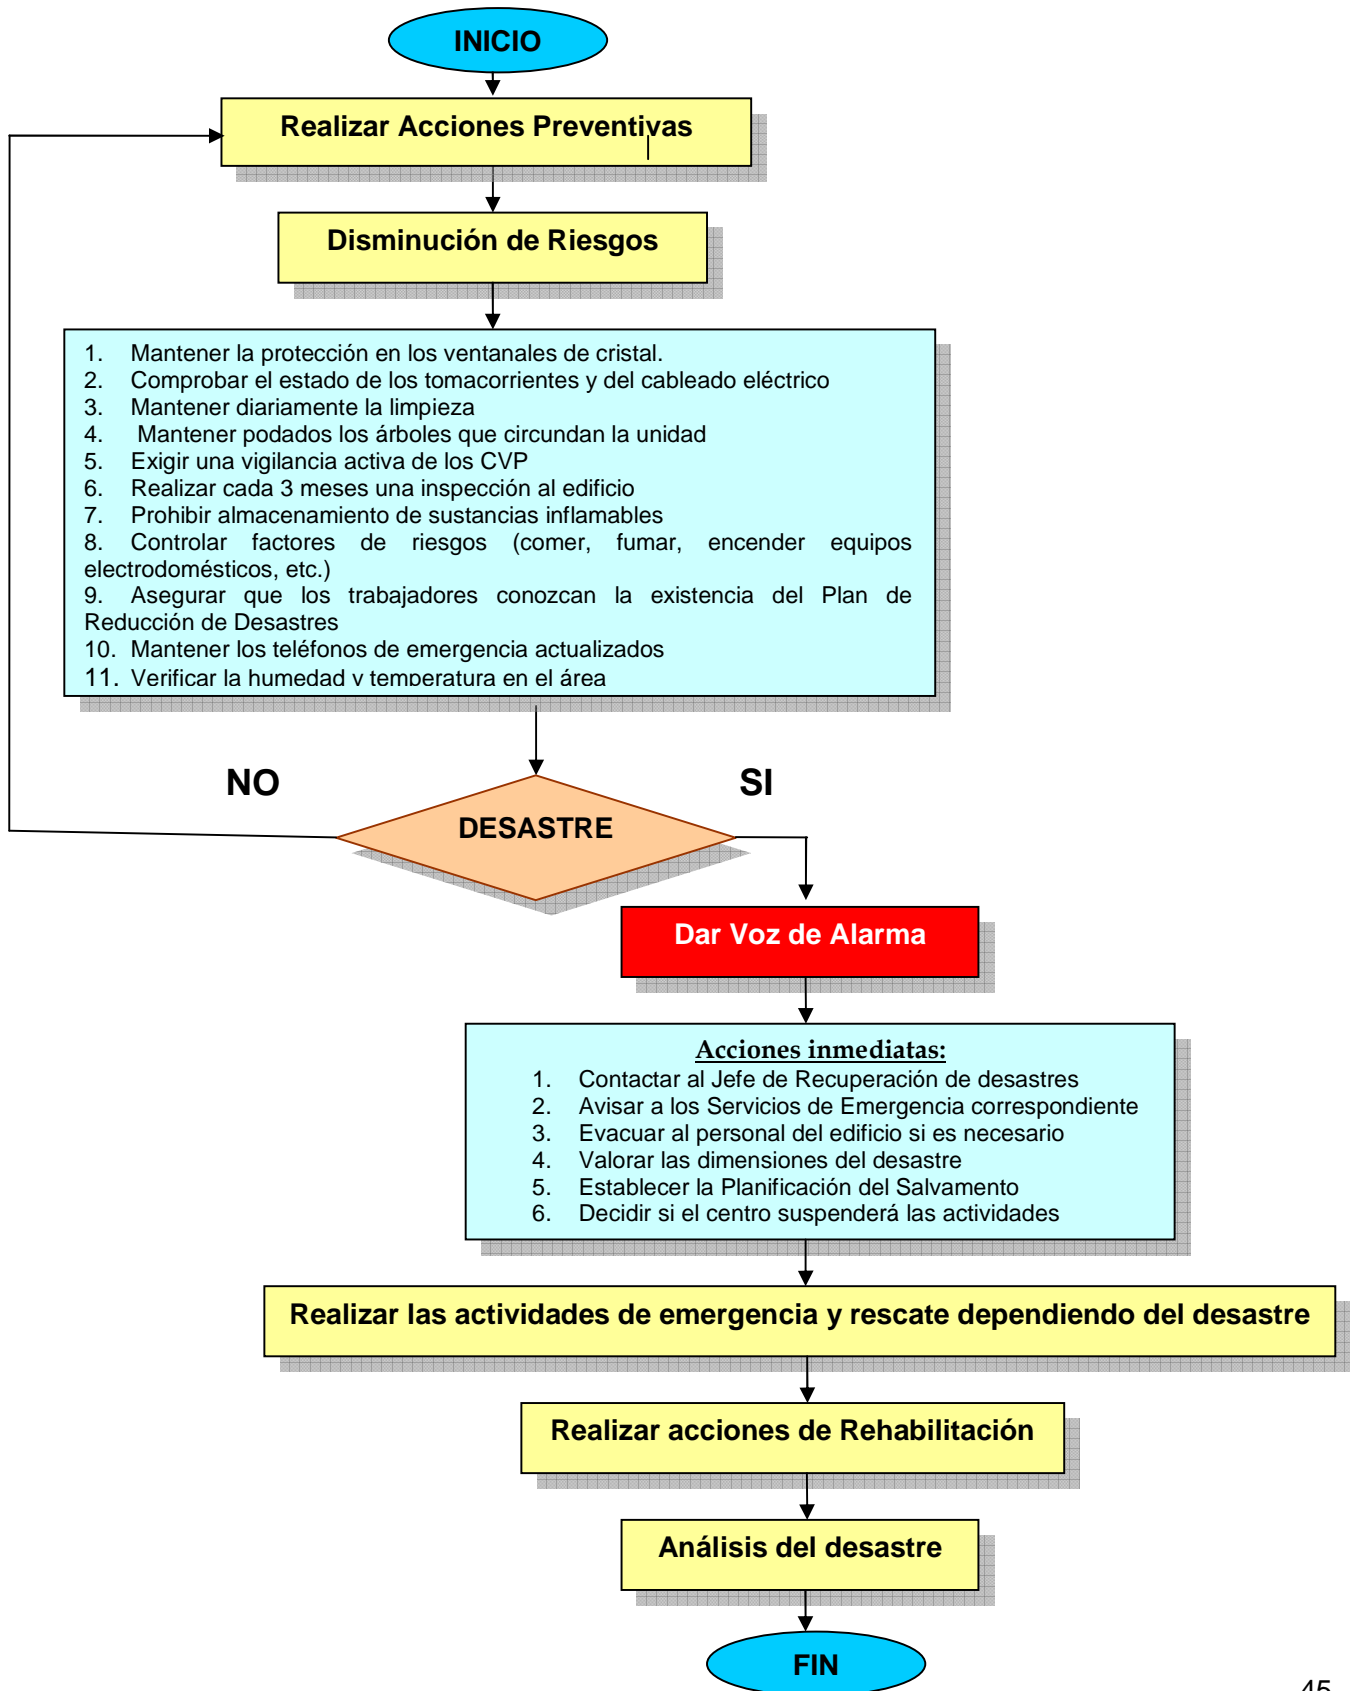 INICIO
Realizar Acciones Preventivas
Disminución de Riesgos
1. Mantener la protección en los ventanales de cristal.
2. Comprobar el estado de los tomacorrientes y del cableado eléctrico
3. Mantener diariamente la limpieza
4. Mantener podados los árboles que circundan la unidad
5. Exigir una vigilancia activa de los CVP
6. Realizar cada 3 meses una inspección al edificio
7. Prohibir almacenamiento de sustancias inflamables
8. Controlar factores de riesgos (comer, fumar, encender equipos
electrodomésticos, etc.)
9. Asegurar que los trabajadores conozcan la existencia del Plan de
Reducción de Desastres
10. Mantener los teléfonos de emergencia actualizados
11. Verificar la humedad y temperatura en el área
NO
SI
DESASTRE
Dar Voz de Alarma
Acciones inmediatas:
1. Contactar al Jefe de Recuperación de desastres
2. Avisar a los Servicios de Emergencia correspondiente
3. Evacuar al personal del edificio si es necesario
4. Valorar las dimensiones del desastre
5. Establecer la Planificación del Salvamento
6. Decidir si el centro suspenderá las actividades
Realizar las actividades de emergencia y rescate dependiendo del desastre
Realizar acciones de Rehabilitación
Análisis del desastre
FIN
45